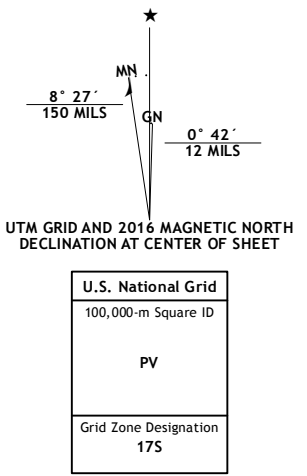 ★
MN
GN
8° 27´
150 MILS
0° 42´
12 MILS
UTM GRID AND 2016 MAGNETIC NORTH
DECLINATION AT CENTER OF SHEET
U.S. National Grid
100,000-m Square ID
PV
Grid Zone Designation
17S